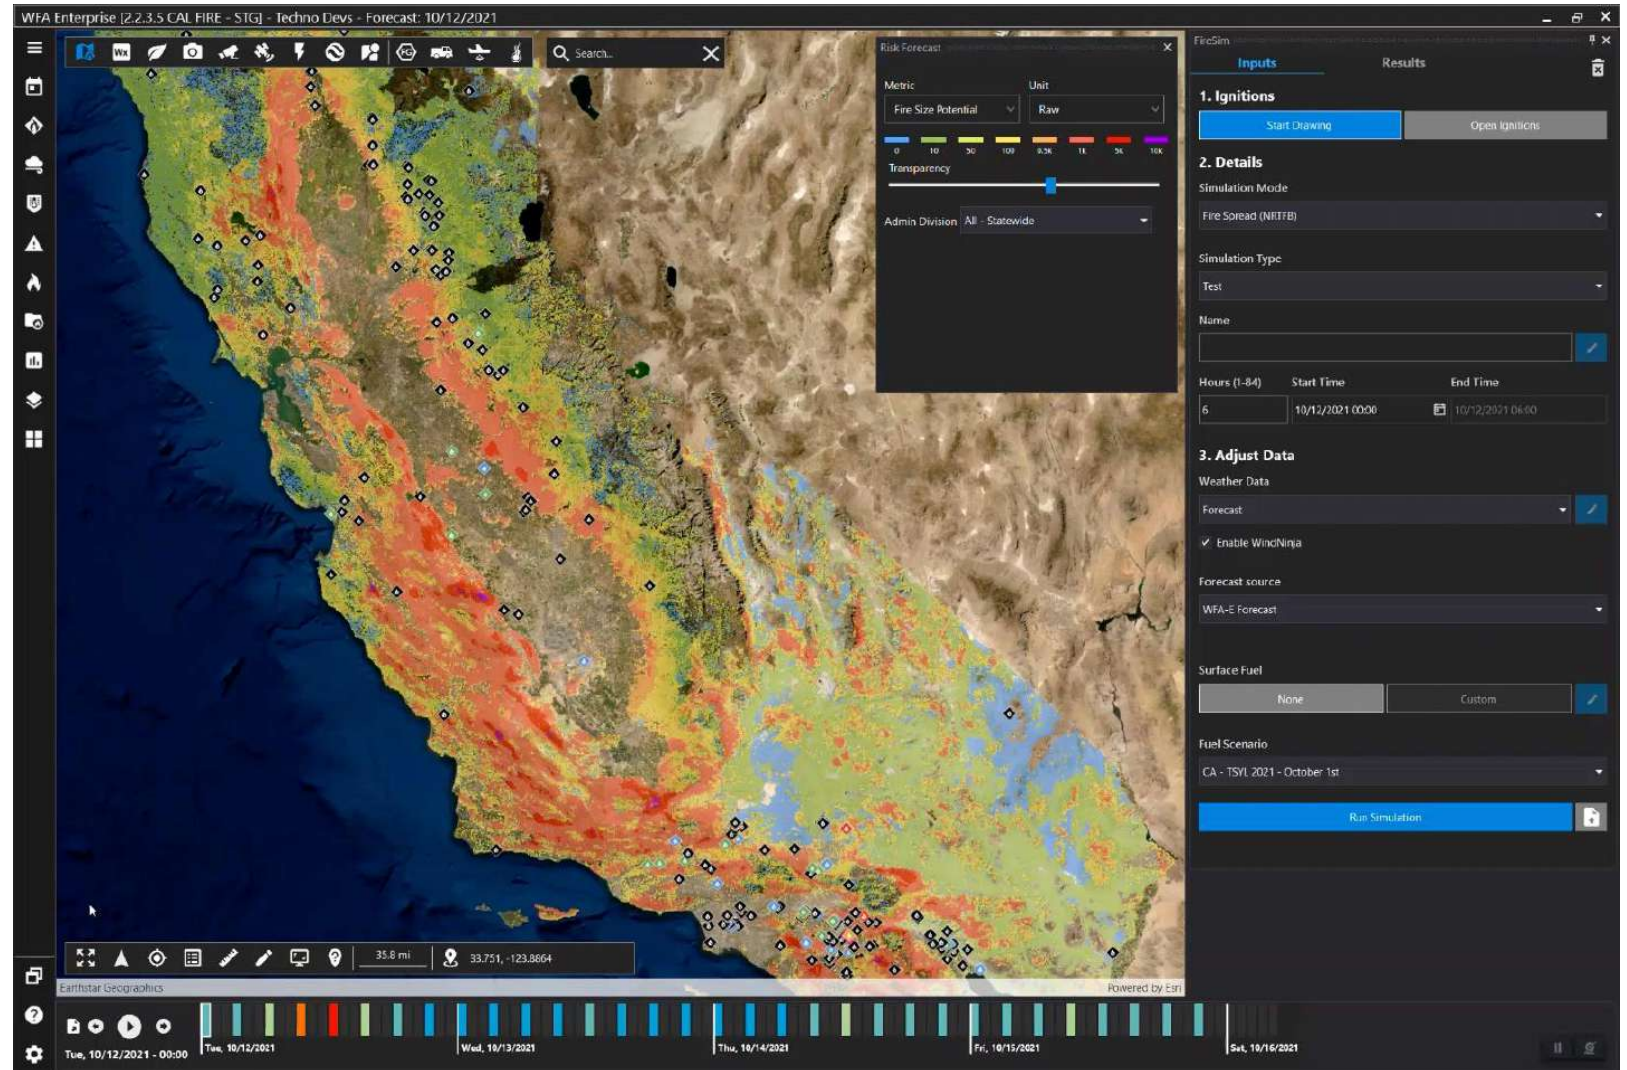 WFA Enterprise [2.2.3.5 CAL FIRE - STG] - Techno Devs - Forecast: 10/12/2021
Wx
FG
Search...
Risk Forecast
Metric
Unit
Fire Size Potential
Raw
0 10 50 100 0.5K 1K 5K 10K
Transparency
Admin Division
All - Statewide
FireSim
Inputs
Results
1. Ignitions
Start Drawing
Open Ignitions
2. Details
Simulation Mode
Fire Spread (NRTFB)
Simulation Type
Test
Name
Hours (1-84)
Start Time
End Time
6
10/12/2021 00:00
10/12/2021 06:00
3. Adjust Data
Weather Data
Forecast
Enable WindNinja
Forecast source
WFA-E Forecast
Surface Fuel
None
Custom
Fuel Scenario
CA - TSYL 2021 - October 1st
Run Simulation
35.8 mi
33.751, -123.8864
Earthstar Geographics
Powered by Esri
Tue, 10/12/2021 - 00:00
Tue, 10/12/2021
Wed, 10/13/2021
Thu, 10/14/2021
Fri, 10/15/2021
Sat, 10/16/2021